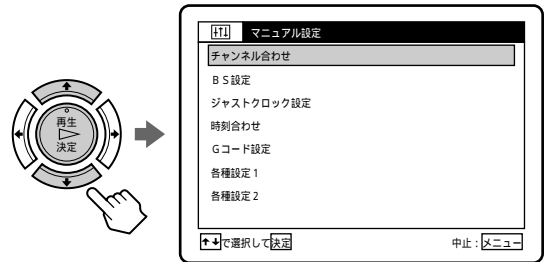 再生
決定
マニュアル設定
チャンネル合わせ
BS設定
ジャストクロック設定
時刻合わせ
Gコード設定
各種設定1
各種設定2
↑↓で選択して決定
中止:メニュー